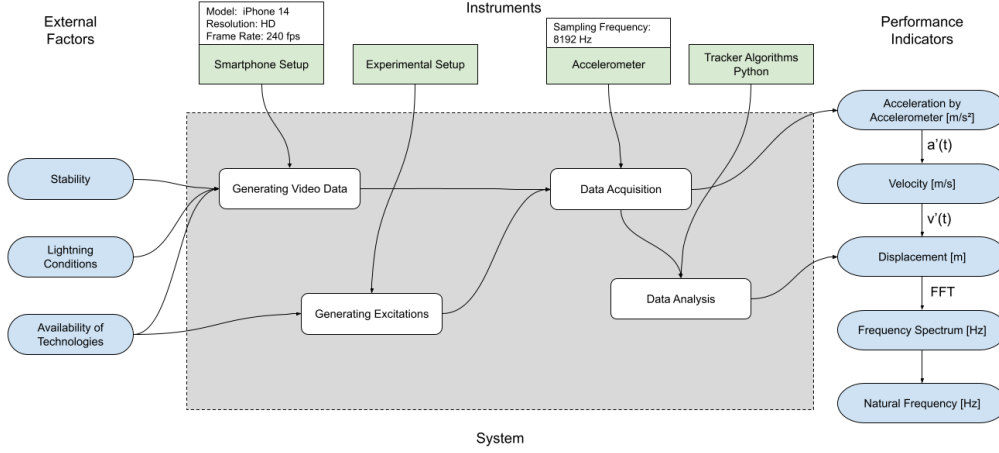 External
Factors
Instruments
Performance
Indicators
Model:  iPhone 14
Resolution: HD
Frame Rate: 240 fps
Smartphone Setup
Experimental Setup
Sampling Frequency:
8192 Hz
Accelerometer
Tracker Algorithms
Python
Stability
Lightning
Conditions
Availability of
Technologies
Generating Video Data
Data Acquisition
Generating Excitations
Data Analysis
Acceleration by
Accelerometer [m/s²]
a'(t)
Velocity [m/s]
v'(t)
Displacement [m]
FFT
Frequency Spectrum [Hz]
Natural Frequency [Hz]
System